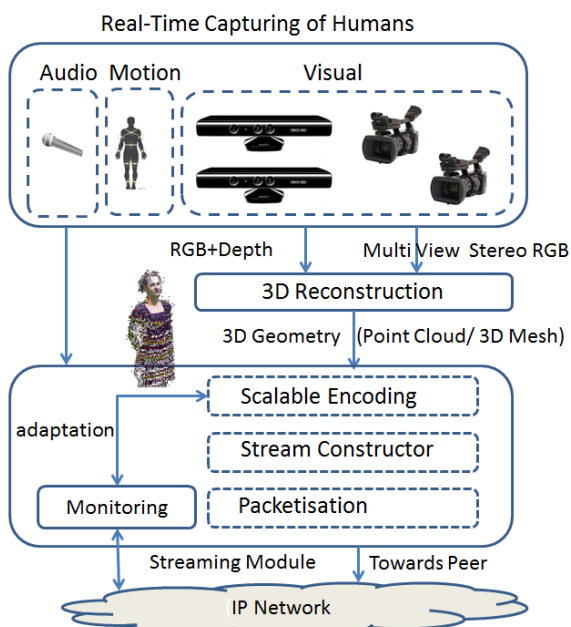 Real-Time Capturing of Humans
Audio Motion Visual
RGB+Depth Multi View Stereo RGB
3D Reconstruction
3D Geometry (Point Cloud/ 3D Mesh)
Scalable Encoding
adaptation
Stream Constructor
Monitoring Packetisation
Streaming Module Towards Peer
IP Network